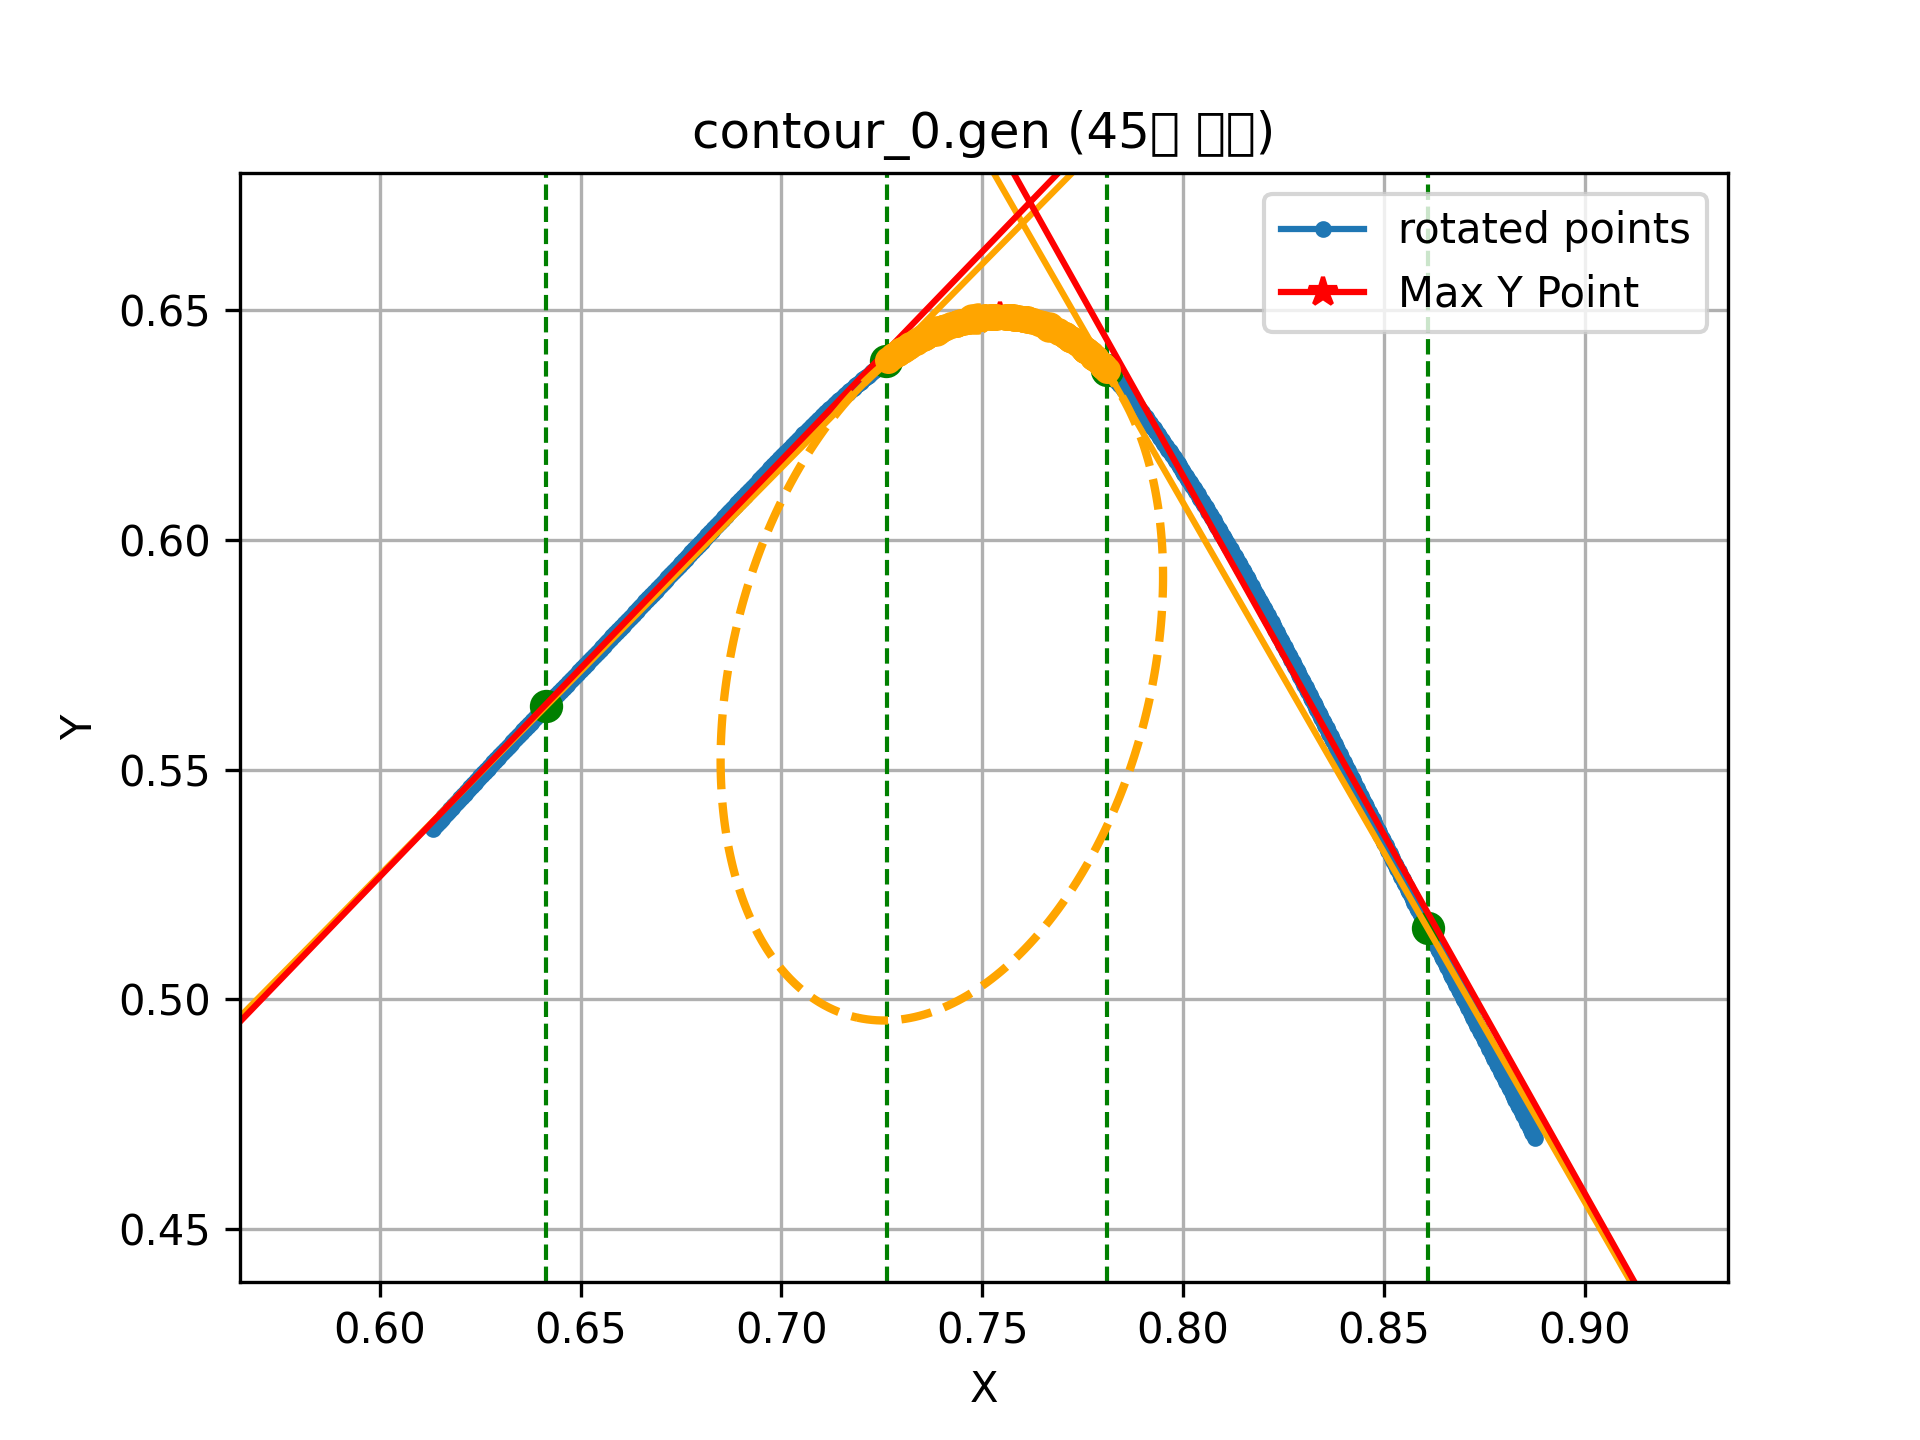 contour_0.gen (45□ □□)
rotated points
Max Y Point
Y
0.65
0.60
0.55
0.50
0.45
0.60 0.65 0.70 0.75 0.80 0.85 0.90
X